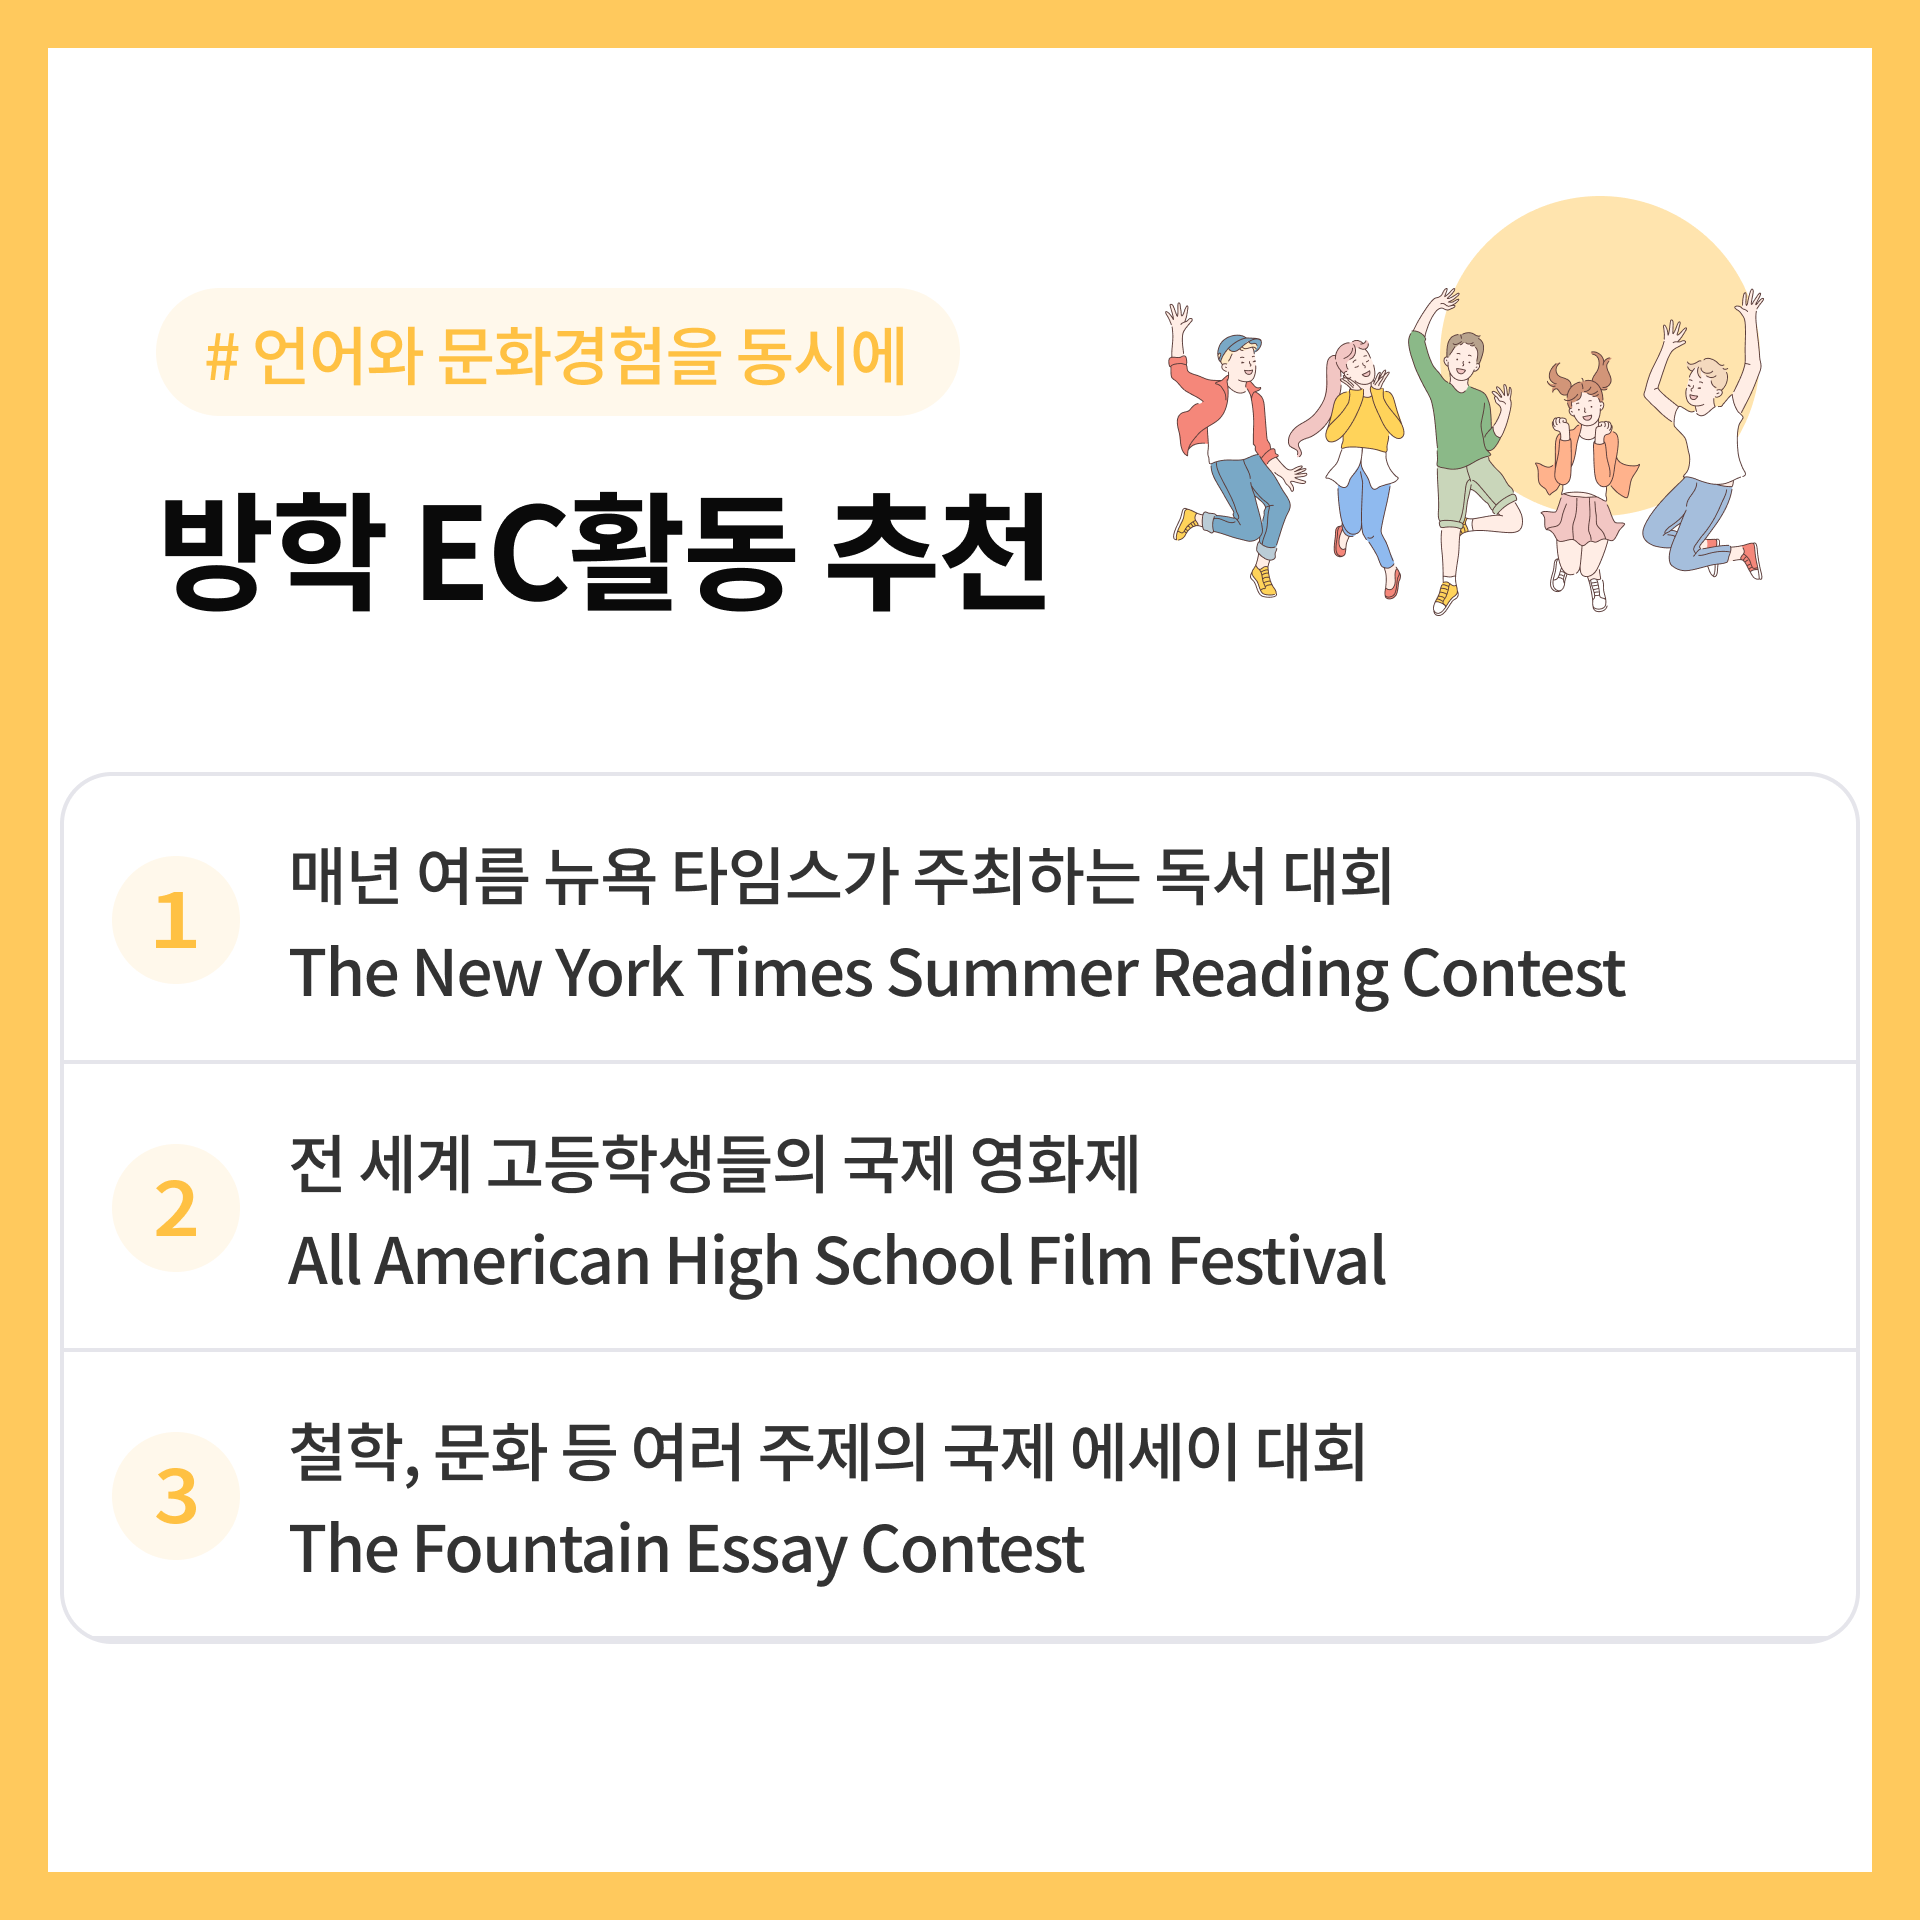 # 언어와 문화경험을 동시에
방학 EC활동 추천
1
매년 여름 뉴욕 타임스가 주최하는 독서 대회
The New York Times Summer Reading Contest
2
전 세계 고등학생들의 국제 영화제
All American High School Film Festival
3
철학, 문화 등 여러 주제의 국제 에세이 대회
The Fountain Essay Contest